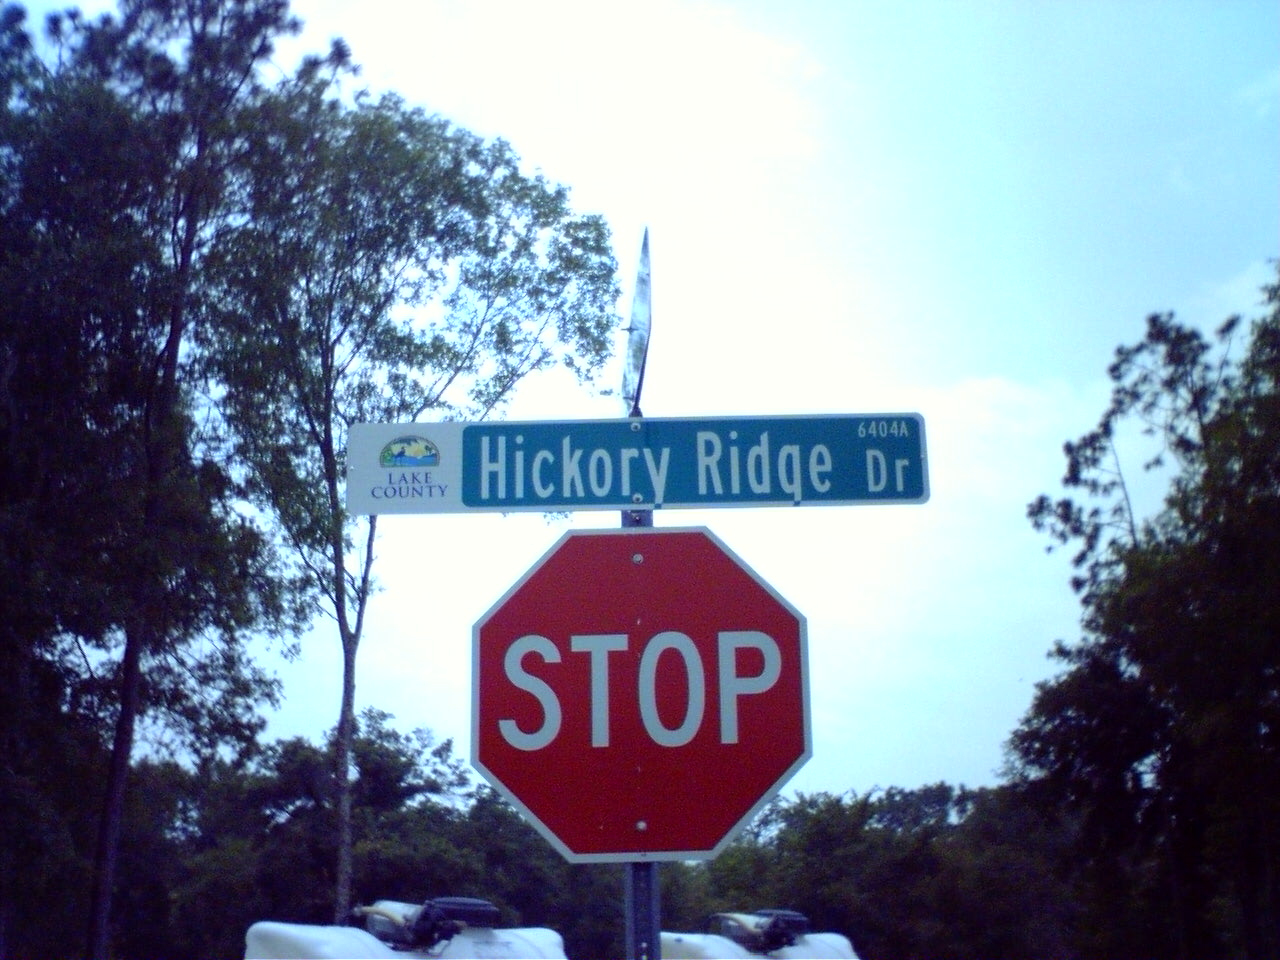 6404A
LAKE
COUNTY
Hickory Ridge Dr
STOP